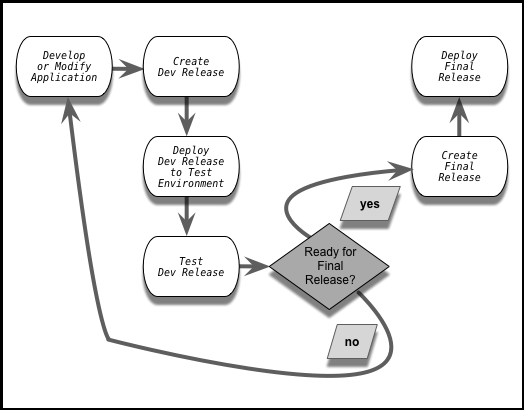 Develop
or Modify
Application
Create
Dev Release
Deploy
Dev Release
to Test
Environment
Test
Dev Release
Ready for
Final
Release?
yes
no
Create
Final
Release
Deploy
Final
Release